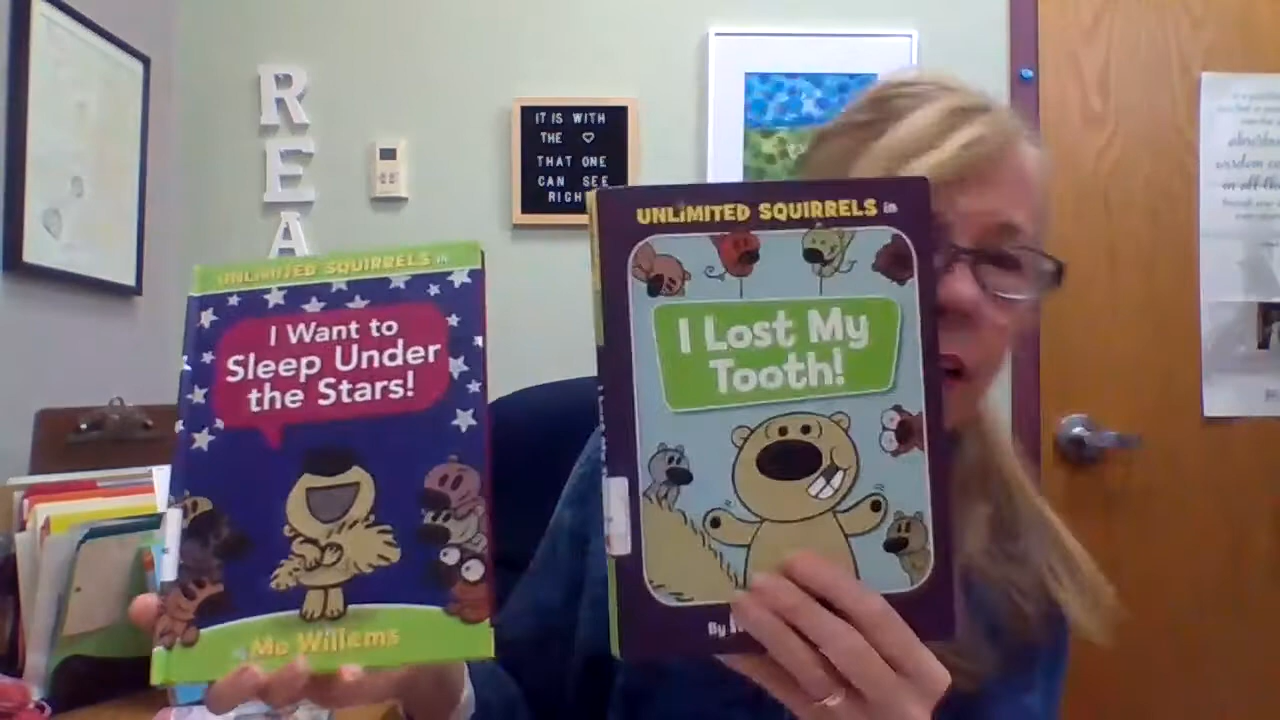 REA
IT IS WITH
THE ♡
THAT ONE
CAN SEE
RIGH
UNLIMITED SQUIRRELS in
I Want to
Sleep Under
the Stars!
Mo Willems
UNLIMITED SQUIRRELS in
I Lost My
Tooth!
By